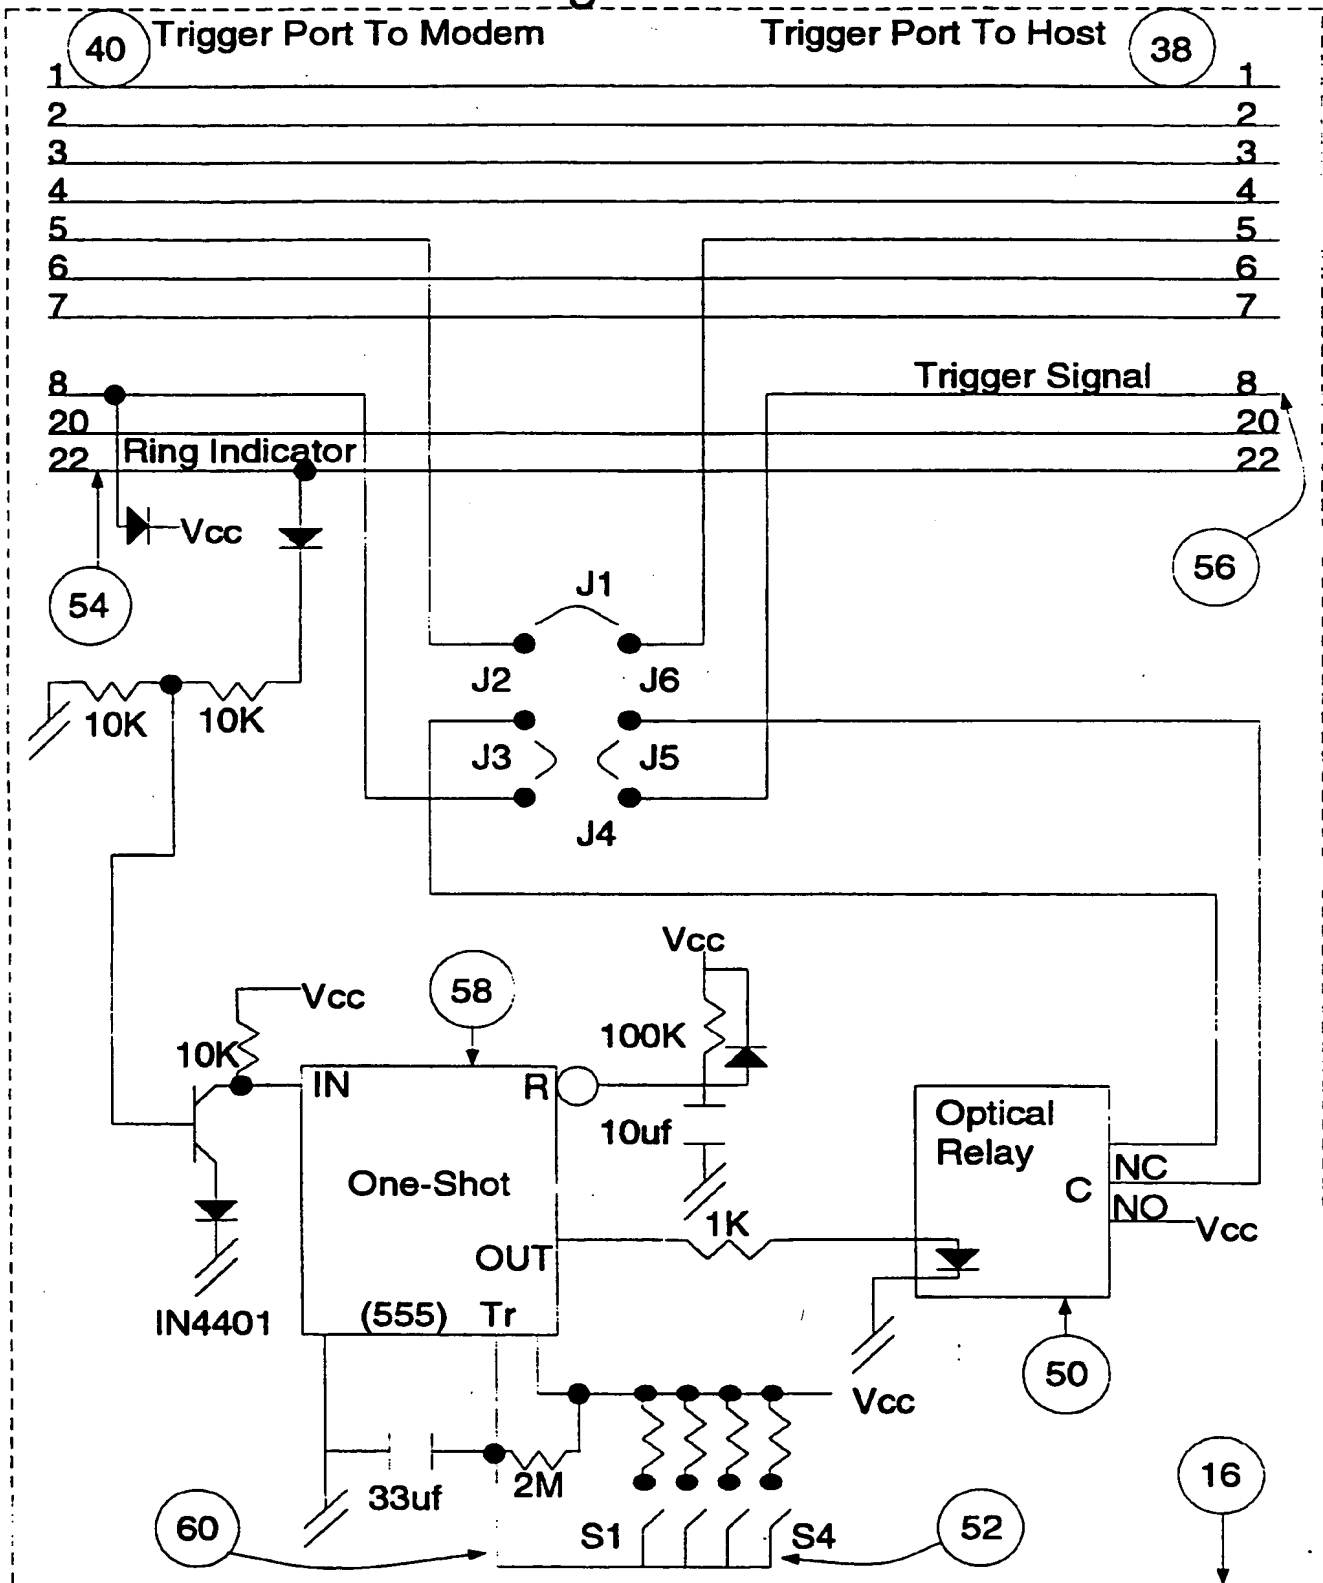 40 Trigger Port To Modem Trigger Port To Host 38
1 1
2 2
3 3
4 4
5 5
6 6
7 7
8 Trigger Signal 8
20 20
22 Ring Indicator 22
Vcc
54
56
J1
J2 J6
10K 10K
J3 J5
J4
Vcc
58
Vcc
10K
100K
IN R
10uf
Optical
Relay
One-Shot
C NC
NO Vcc
1K
OUT
IN4401
(555) Tr
50
Vcc
33uf 2M
16
60
S1 S4
52